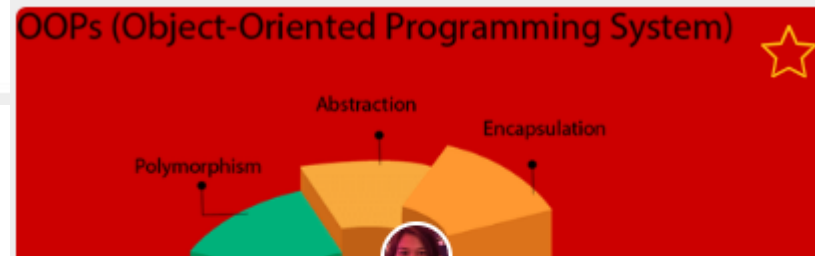 OOPs (Object-Oriented Programming System)
Abstraction
Encapsulation
Polymorphism